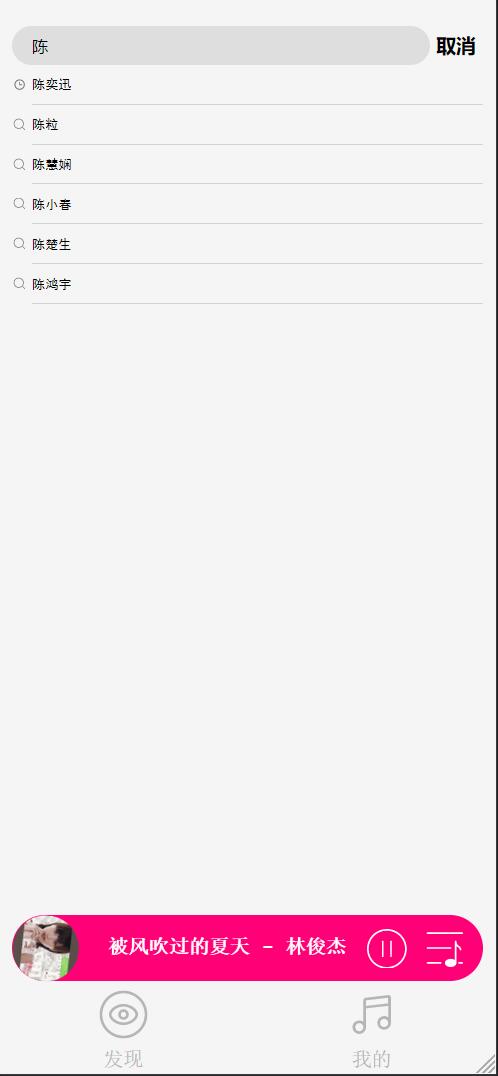 陈
取消
陈奕迅
陈粒
陈慧娴
陈小春
陈楚生
陈鸿宇
被风吹过的夏天 - 林俊杰
发现
我的